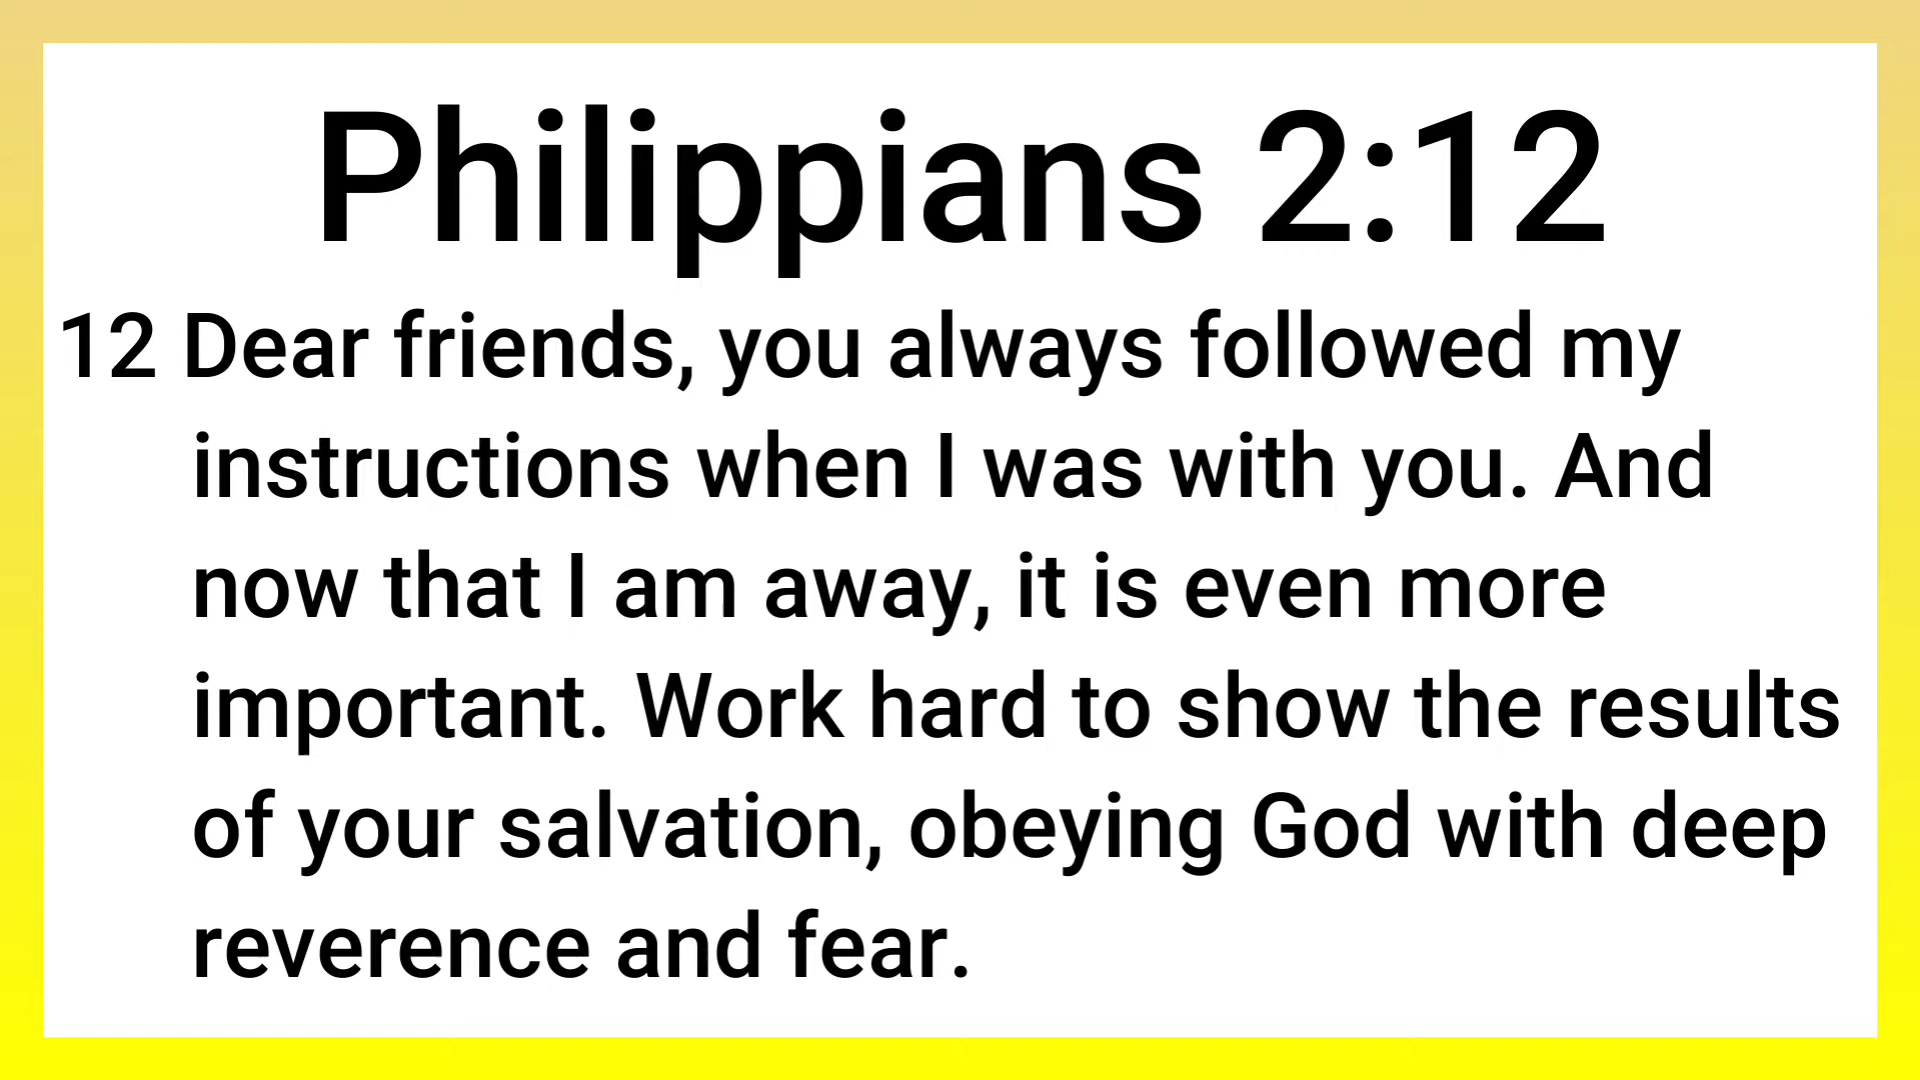 Philippians 2:12
12 Dear friends, you always followed my
instructions when I was with you. And
now that I am away, it is even more
important. Work hard to show the results
of your salvation, obeying God with deep
reverence and fear.